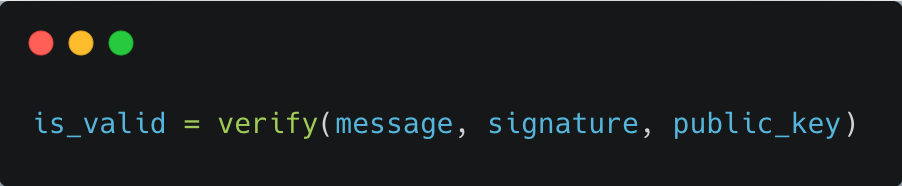 is_valid = verify(message, signature, public_key)